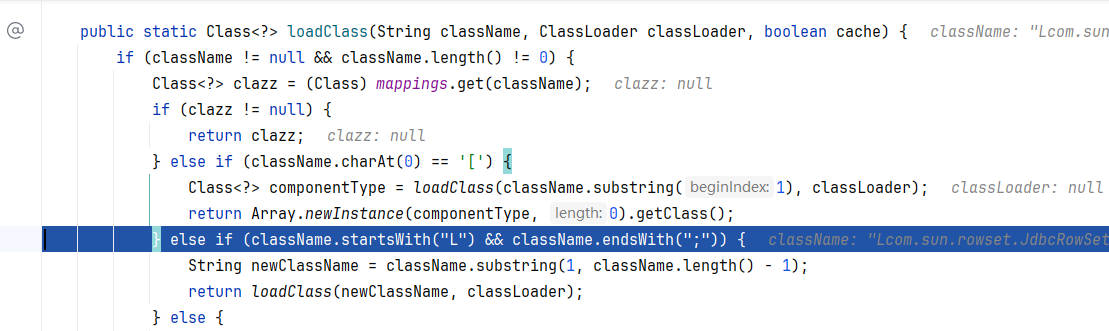 public static Class<?> loadClass(String className, ClassLoader classLoader, boolean cache) { className: "Lcom.sun
if (className != null && className.length() != 0) {
Class<?> clazz = (Class) mappings.get(className); clazz: null
if (clazz != null) {
return clazz; clazz: null
} else if (className.charAt(0) == '[') {
Class<?> componentType = loadClass(className.substring( beginIndex: 1), classLoader); classLoader: null
return Array.newInstance(componentType, length: 0).getClass();
} else if (className.startsWith("L") && className.endsWith(";")) { className: "Lcom.sun.rowset.JdbcRowSet
String newClassName = className.substring(1, className.length() - 1);
return loadClass(newClassName, classLoader);
} else {